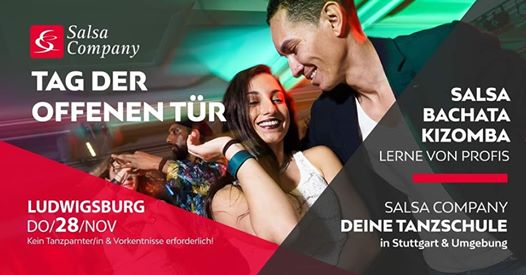 Salsa
Company
TAG DER
OFFENEN TÜR
SALSA
BACHATA
KIZOMBA
LERNE VON PROFIS
LUDWIGSBURG
DO/28/NOV
Kein Tanzparnter/in & Vorkentnisse erforderlich!
SALSA COMPANY
DEINE TANZSCHULE
in Stuttgart & Umgebung